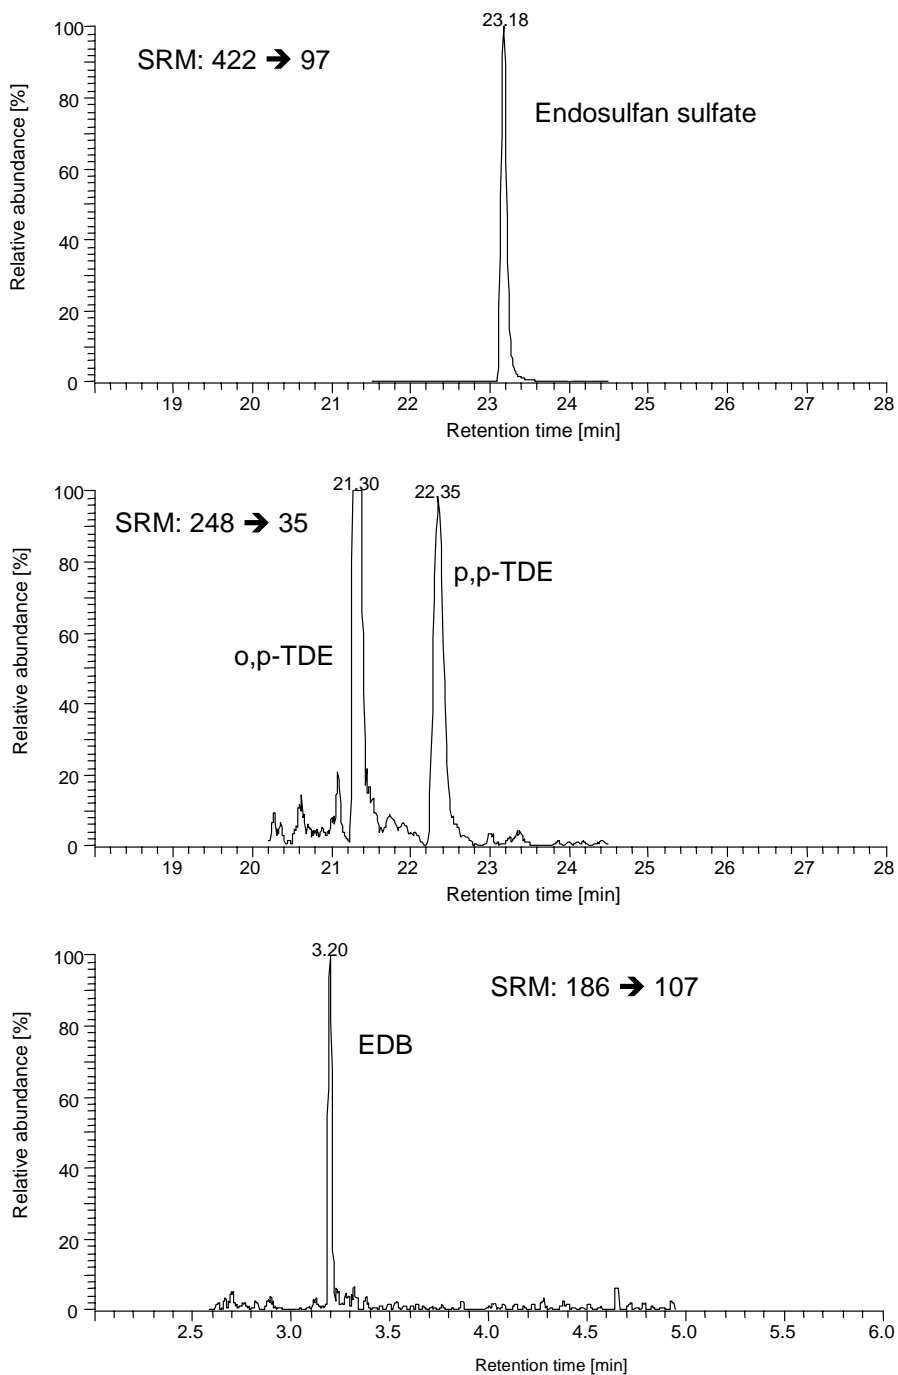 23.18
SRM: 422 ➔ 97
Endosulfan sulfate
Relative abundance [%]
100
80
60
40
20
0
19 20 21 22 23 24 25 26 27 28
Retention time [min]
21.30
22.35
SRM: 248 ➔ 35
p,p-TDE
o,p-TDE
Relative abundance [%]
100
80
60
40
20
0
19 20 21 22 23 24 25 26 27 28
Retention time [min]
3.20
SRM: 186 ➔ 107
EDB
Relative abundance [%]
100
80
60
40
20
0
2.5 3.0 3.5 4.0 4.5 5.0 5.5 6.0
Retention time [min]